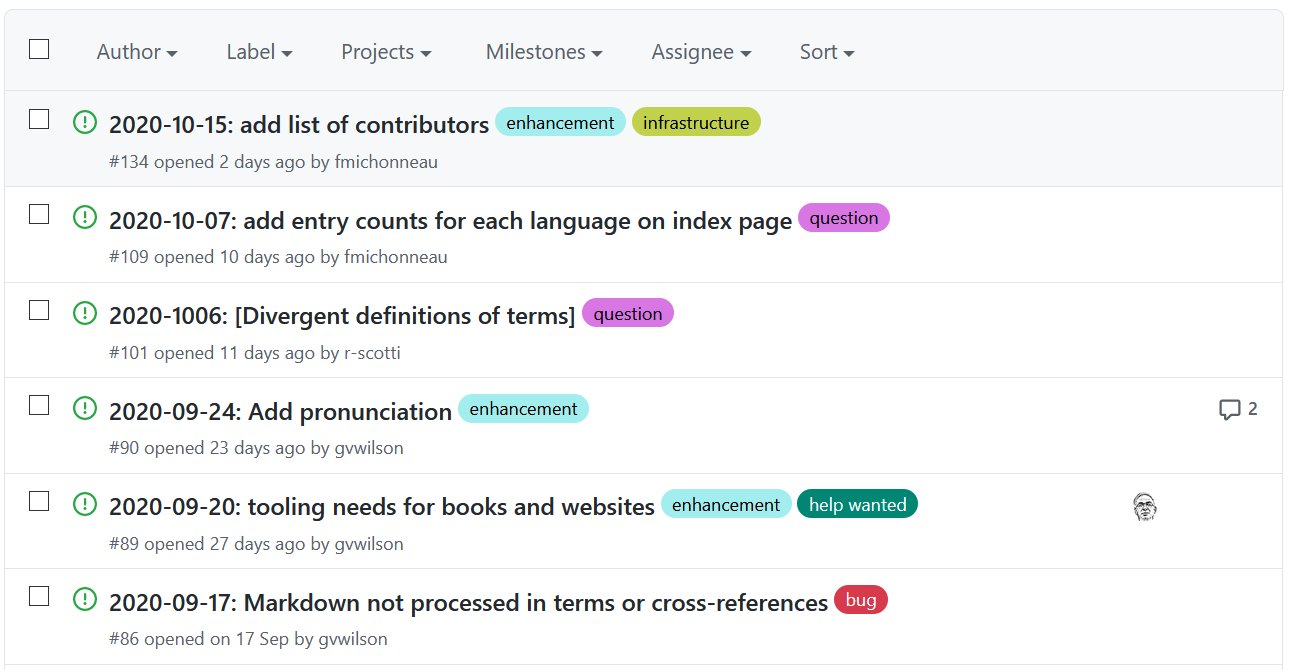 Author Label Projects Milestones Assignee Sort
2020-10-15: add list of contributors enhancement infrastructure
#134 opened 2 days ago by fmichonneau
2020-10-07: add entry counts for each language on index page question
#109 opened 10 days ago by fmichonneau
2020-1006: [Divergent definitions of terms] question
#101 opened 11 days ago by r-scotti
2020-09-24: Add pronunciation enhancement 2
#90 opened 23 days ago by gvwilson
2020-09-20: tooling needs for books and websites enhancement help wanted
#89 opened 27 days ago by gvwilson
2020-09-17: Markdown not processed in terms or cross-references bug
#86 opened on 17 Sep by gvwilson